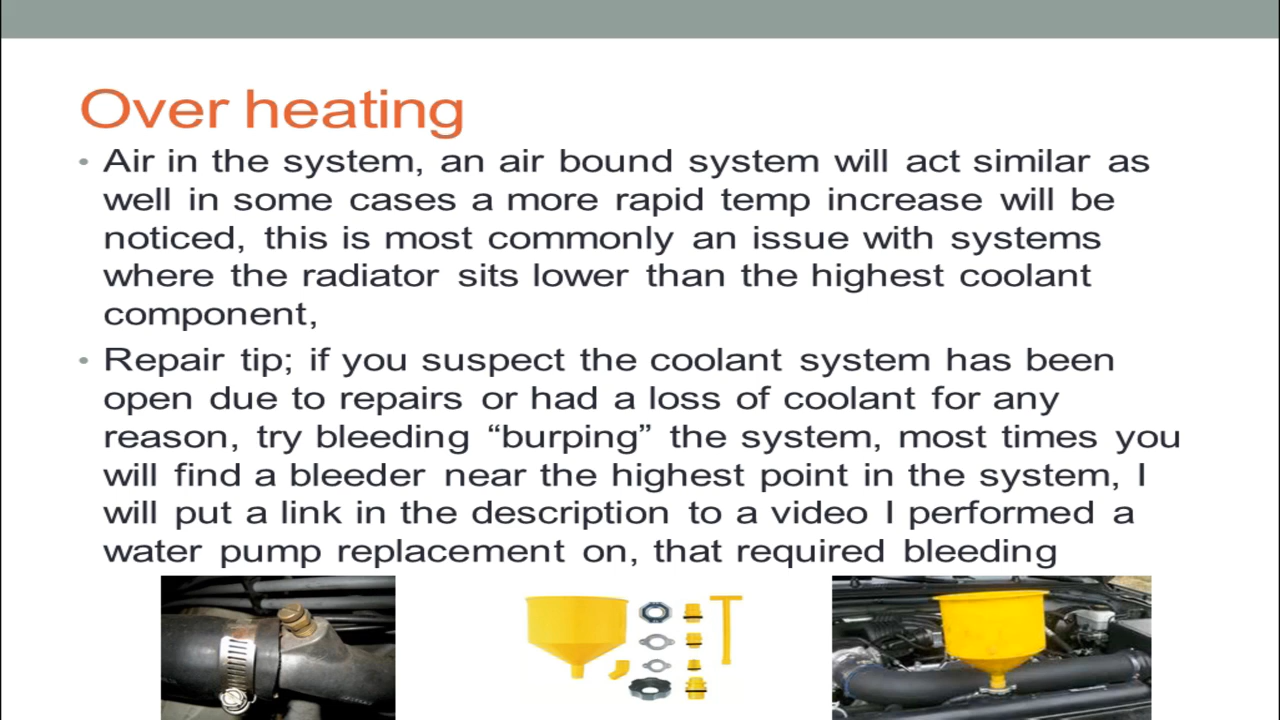 Over heating
• Air in the system, an air bound system will act similar as
well in some cases a more rapid temp increase will be
noticed, this is most commonly an issue with systems
where the radiator sits lower than the highest coolant
component,
• Repair tip; if you suspect the coolant system has been
open due to repairs or had a loss of coolant for any
reason, try bleeding “burping” the system, most times you
will find a bleeder near the highest point in the system, I
will put a link in the description to a video I performed a
water pump replacement on, that required bleeding